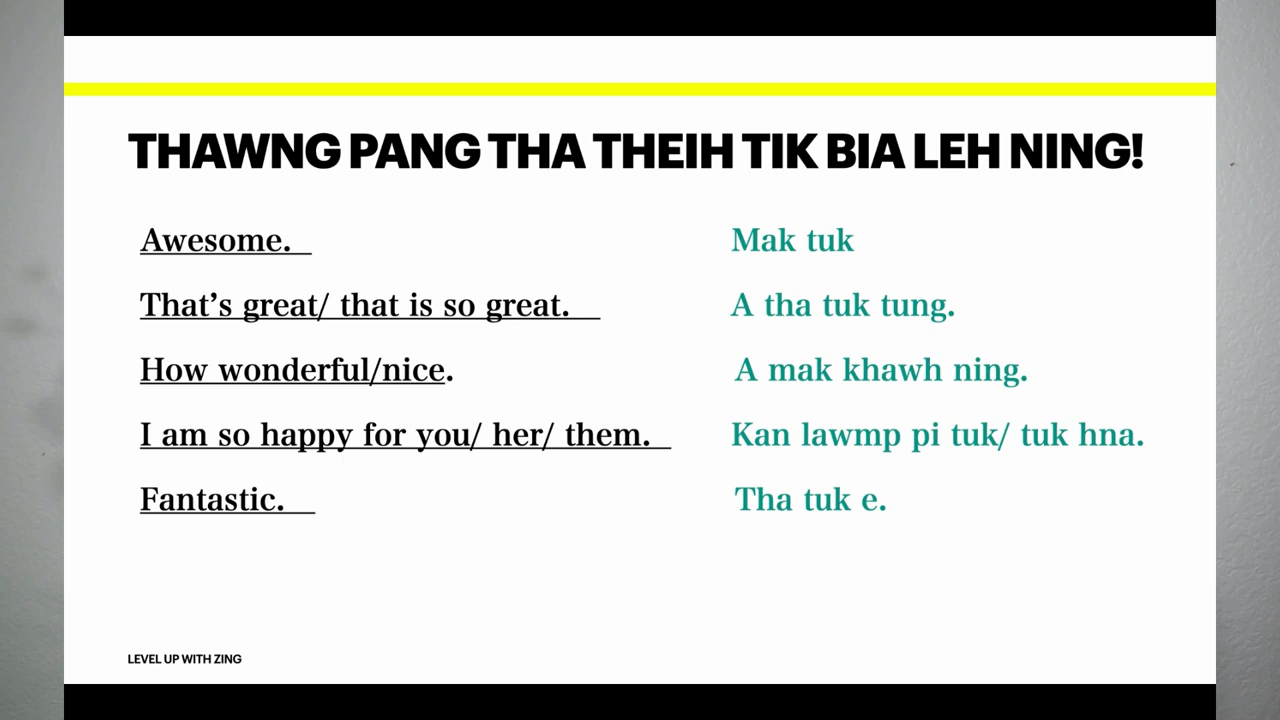 THAWNG PANG THA THEIH TIK BIA LEH NING!
Awesome. Mak tuk
That's great/ that is so great. A tha tuk tung.
How wonderful/nice. A mak khawh ning.
I am so happy for you/ her/ them. Kan lawmp pi tuk/ tuk hna.
Fantastic. Tha tuk e.
LEVEL UP WITH ZING